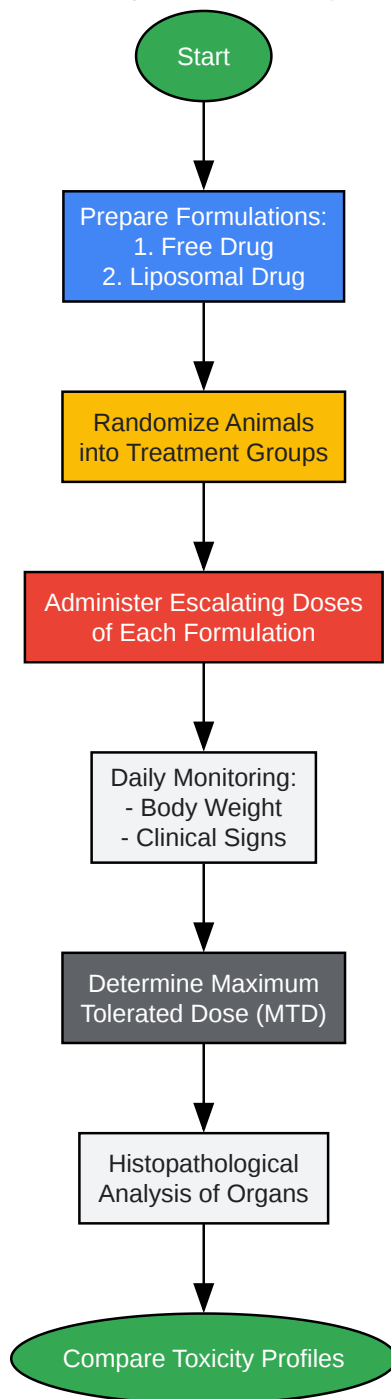 Start
Prepare Formulations:
1. Free Drug
2. Liposomal Drug
Randomize Animals
into Treatment Groups
Administer Escalating Doses
of Each Formulation
Daily Monitoring:
- Body Weight
- Clinical Signs
Determine Maximum
Tolerated Dose (MTD)
Histopathological
Analysis of Organs
Compare Toxicity Profiles